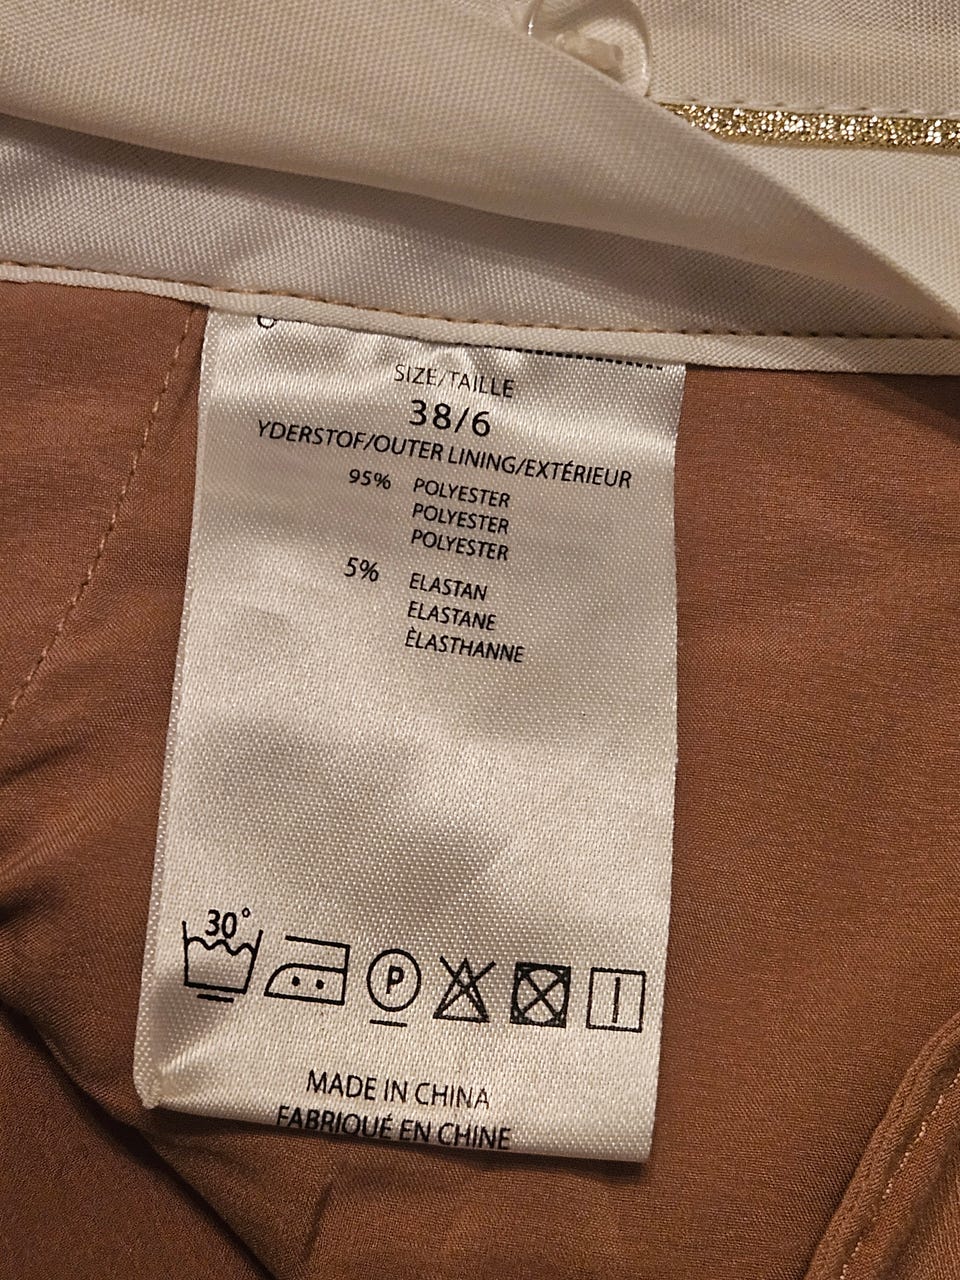 SIZE/TAILLE
38/6
YDERSTOF/OUTER LINING/EXTÉRIEUR
95% POLYESTER
POLYESTER
POLYESTER
5% ELASTAN
ELASTANE
ÈLASTHANNE
30°
P
MADE IN CHINA
FABRIQUÉ EN CHINE